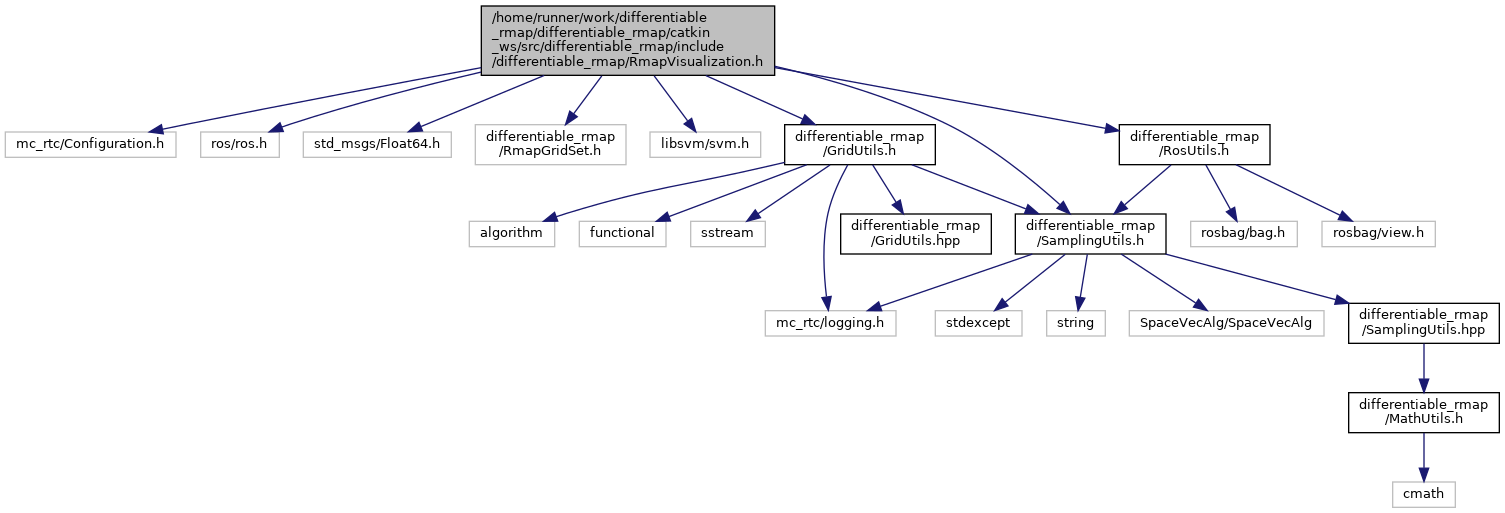 /home/runner/work/differentiable
_rmap/differentiable_rmap/catkin
_ws/src/differentiable_rmap/include
/differentiable_rmap/RmapVisualization.h
mc_rtc/Configuration.h
ros/ros.h
std_msgs/Float64.h
differentiable_rmap
/RmapGridSet.h
libsvm/svm.h
differentiable_rmap
/GridUtils.h
differentiable_rmap
/RosUtils.h
algorithm
functional
sstream
differentiable_rmap
/GridUtils.hpp
differentiable_rmap
/SamplingUtils.h
rosbag/bag.h
rosbag/view.h
mc_rtc/logging.h
stdexcept
string
SpaceVecAlg/SpaceVecAlg
differentiable_rmap
/SamplingUtils.hpp
differentiable_rmap
/MathUtils.h
cmath